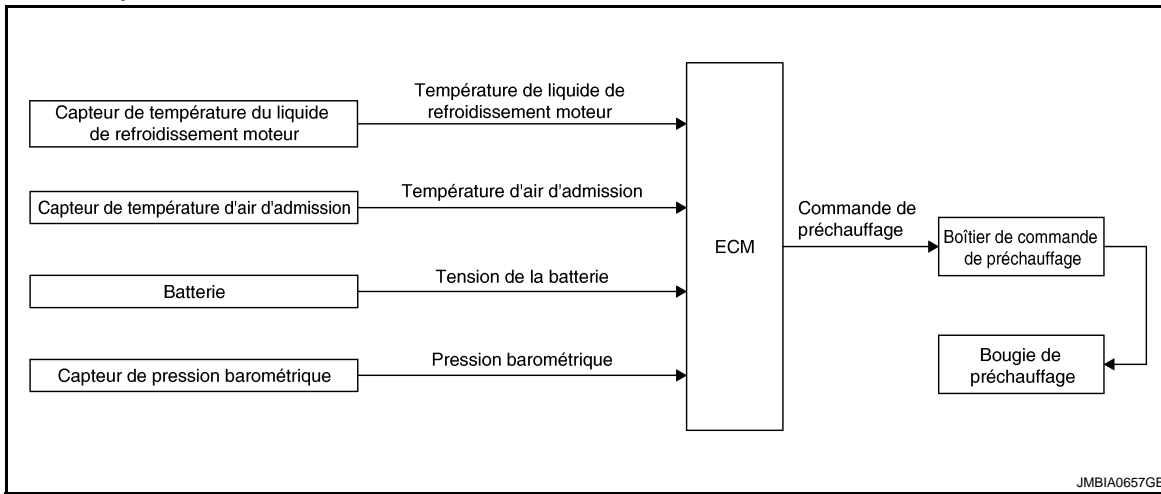 Capteur de température du liquide
de refroidissement moteur
Température de liquide de
refroidissement moteur
Capteur de température d'air d'admission
Température d'air d'admission
Batterie
Tension de la batterie
Capteur de pression barométrique
Pression barométrique
ECM
Commande de
préchauffage
Boîtier de commande
de préchauffage
Bougie de
préchauffage